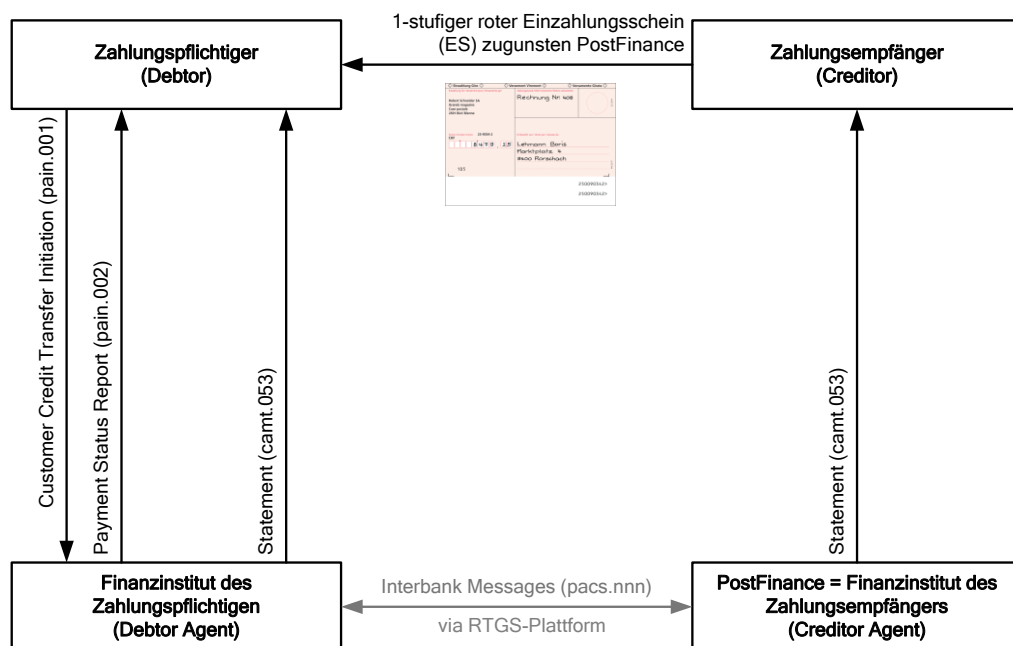 1-stufiger roter Einzahlungsschein
(ES) zugunsten PostFinance
Zahlungspflichtiger
(Debtor)
Zahlungsempfänger
(Creditor)
Rechnung Nr. 408
Lehmann Boris
Marktplatz 4
9400 Rorschach
105
Customer Credit Transfer Initiation (pain.001)
Payment Status Report (pain.002)
Statement (camt.053)
Statement (camt.053)
Finanzinstitut des
Zahlungspflichtigen
(Debtor Agent)
Interbank Messages (pacs.nnn)
via RTGS-Plattform
PostFinance = Finanzinstitut des
Zahlungsempfängers
(Creditor Agent)